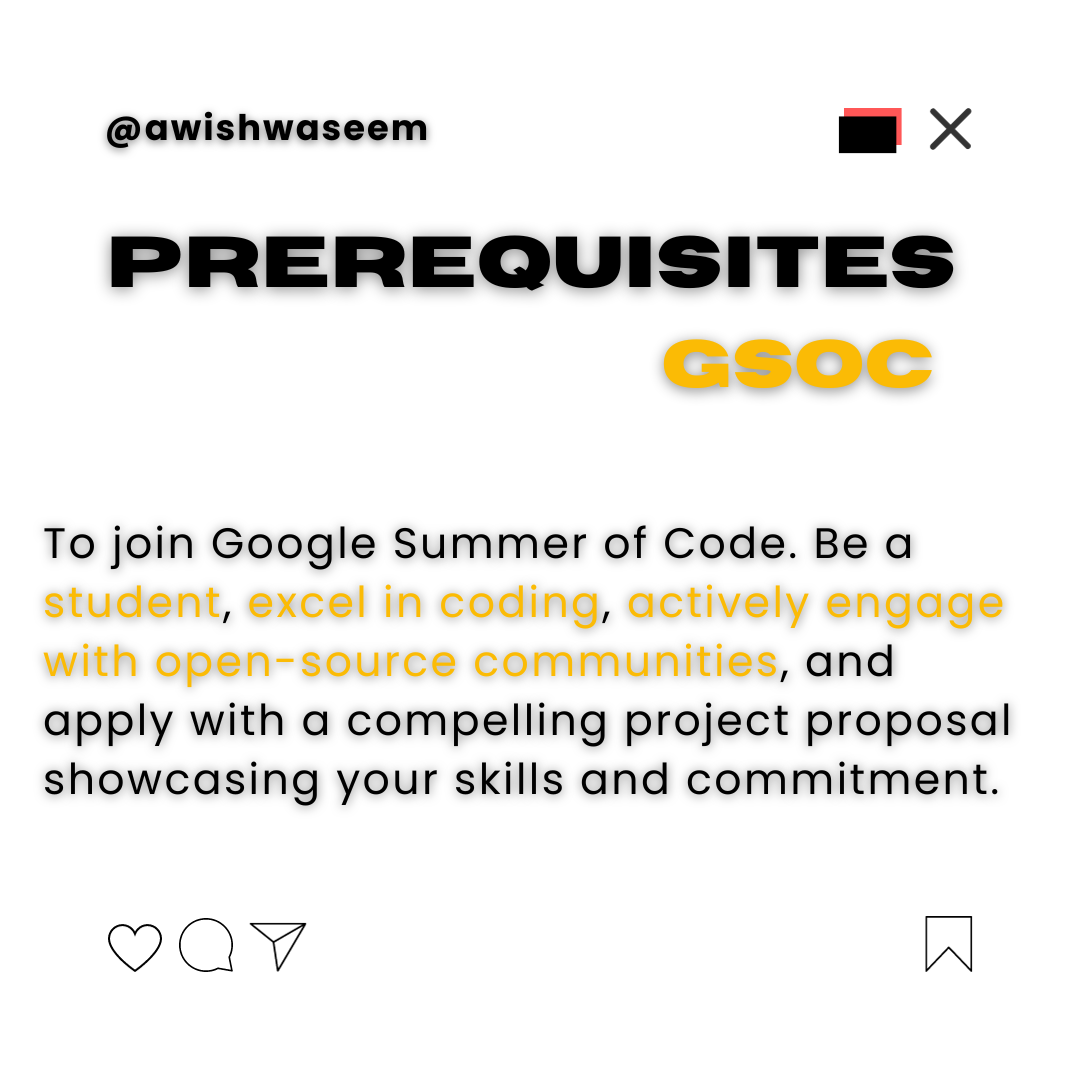 @awishwaseem
PREREQUISITES
GSOC
To join Google Summer of Code. Be a
student, excel in coding, actively engage
with open-source communities, and
apply with a compelling project proposal
showcasing your skills and commitment.